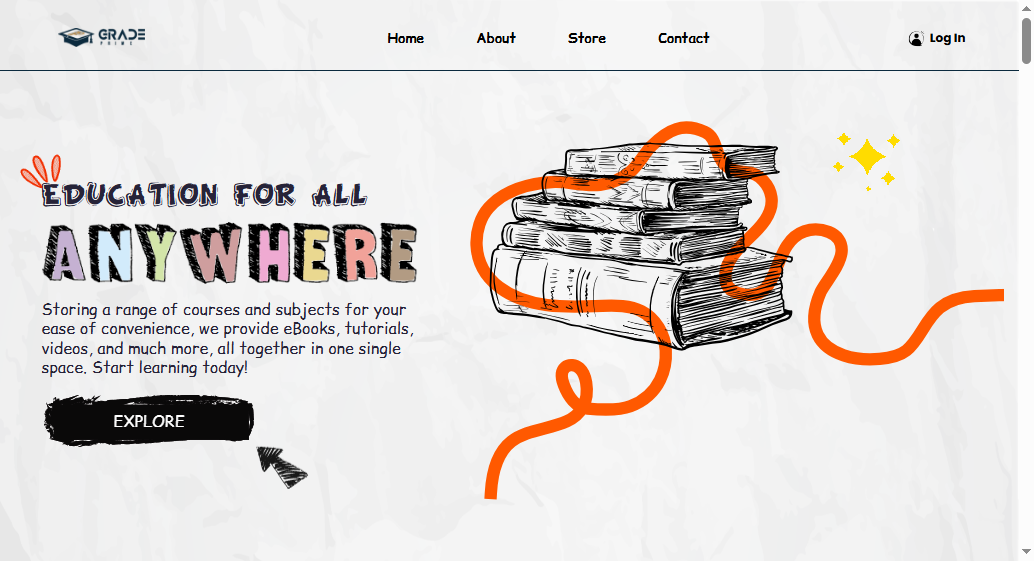 GRADE
PRIME
Home
About
Store
Contact
Log In
EDUCATION FOR ALL
ANYWHERE
Storing a range of courses and subjects for your
ease of convenience, we provide eBooks, tutorials,
videos, and much more, all together in one single
space. Start learning today!
EXPLORE